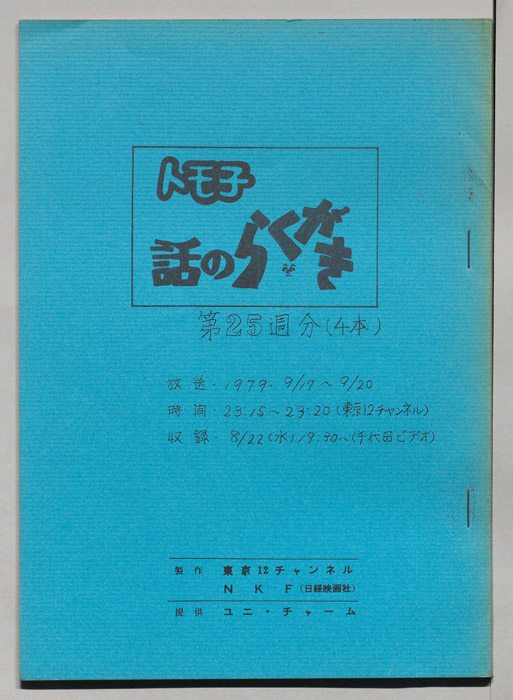 トモ子
話のらくがき
第25週分(4本)
放送・1979. 9/17〜9/20
時間・23:15〜23:20(東京12チャンネル)
収録・8/22(水)19:30〜(千代田ビデオ)
製作 東京12チャンネル
NKF(日経映画社)
提供 ユニ・チャーム